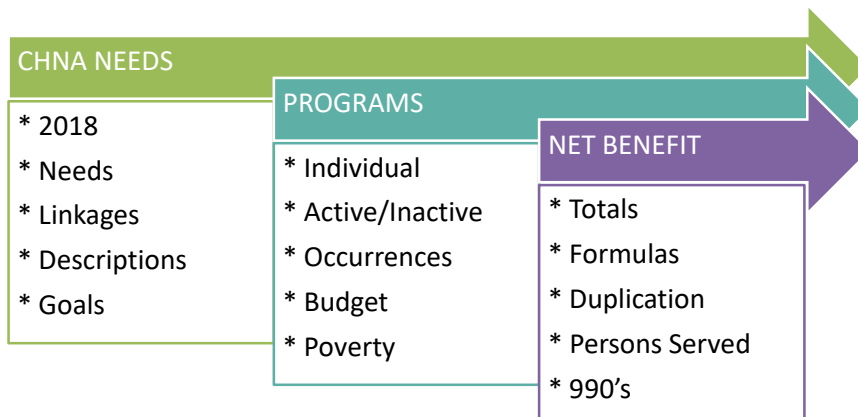 CHNA NEEDS
* 2018
* Needs
* Linkages
* Descriptions
* Goals
PROGRAMS
* Individual
* Active/Inactive
* Occurrences
* Budget
* Poverty
NET BENEFIT
* Totals
* Formulas
* Duplication
* Persons Served
* 990's